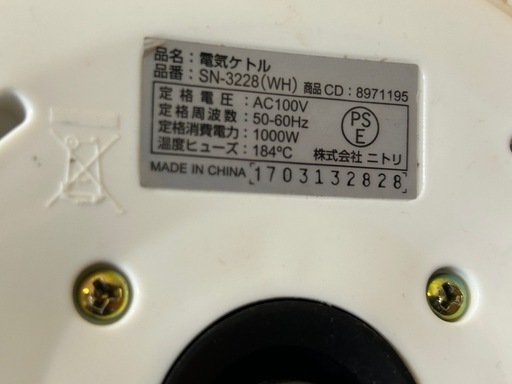 品名：電気ケトル
品番：SN-3228(WH) 商品CD：8971195
定格電圧：AC100V
定格周波数：50-60Hz
定格消費電力：1000W
温度ヒューズ：184℃
PS
E
株式会社 ニトリ
MADE IN CHINA 1703132828